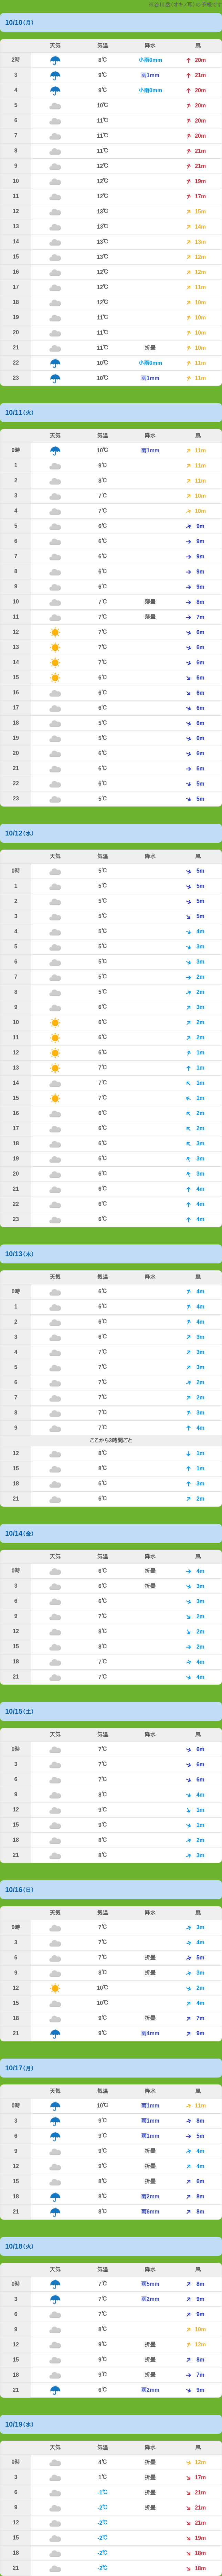 10/10(月)
天気 気温 降水 風
2時 8℃ 小雨0mm 20m
3 9℃ 雨1mm 21m
4 9℃ 小雨0mm 20m
5 10℃ 20m
6 11℃ 20m
7 11℃ 20m
8 11℃ 21m
9 12℃ 21m
10 12℃ 19m
11 12℃ 17m
12 13℃ 15m
13 13℃ 14m
14 13℃ 13m
15 13℃ 12m
16 12℃ 12m
17 12℃ 11m
18 12℃ 10m
19 11℃ 10m
20 11℃ 10m
21 11℃ 折曇 10m
22 10℃ 小雨0mm 11m
23 10℃ 雨1mm 11m
10/11(火)
天気 気温 降水 風
0時 10℃ 雨1mm 11m
1 9℃ 11m
2 8℃ 11m
3 7℃ 10m
4 7℃ 10m
5 6℃ 9m
6 6℃ 9m
7 6℃ 9m
8 6℃ 9m
9 6℃ 9m
10 7℃ 薄曇 8m
11 7℃ 薄曇 7m
12 7℃ 6m
13 7℃ 6m
14 7℃ 6m
15 6℃ 6m
16 6℃ 6m
17 6℃ 6m
18 5℃ 6m
19 5℃ 6m
20 6℃ 6m
21 6℃ 6m
22 6℃ 5m
23 5℃ 5m
10/12(水)
天気 気温 降水 風
0時 5℃ 5m
1 5℃ 5m
2 5℃ 5m
3 5℃ 5m
4 5℃ 4m
5 5℃ 3m
6 5℃ 3m
7 5℃ 2m
8 5℃ 2m
9 6℃ 3m
10 6℃ 2m
11 6℃ 2m
12 6℃ 1m
13 7℃ 1m
14 7℃ 1m
15 7℃ 1m
16 6℃ 2m
17 6℃ 2m
18 6℃ 3m
19 6℃ 3m
20 6℃ 3m
21 6℃ 4m
22 6℃ 4m
23 6℃ 4m
10/13(木)
天気 気温 降水 風
0時 6℃ 4m
1 6℃ 4m
2 6℃ 4m
3 6℃ 3m
4 7℃ 3m
5 7℃ 3m
6 7℃ 2m
7 7℃ 2m
8 7℃ 3m
9 7℃ 4m
ここから3時間ごと
12 8℃ 1m
15 8℃ 1m
18 6℃ 3m
21 6℃ 2m
10/14(金)
天気 気温 降水 風
0時 6℃ 折曇 4m
3 6℃ 折曇 3m
6 6℃ 3m
9 7℃ 2m
12 8℃ 2m
15 8℃ 2m
18 7℃ 4m
21 7℃ 4m
10/15(土)
天気 気温 降水 風
0時 7℃ 6m
3 7℃ 6m
6 7℃ 6m
9 8℃ 4m
12 9℃ 1m
15 9℃ 1m
18 8℃ 2m
21 8℃ 3m
10/16(日)
天気 気温 降水 風
0時 7℃ 3m
3 7℃ 4m
6 7℃ 折曇 5m
9 8℃ 折曇 3m
12 10℃ 2m
15 10℃ 4m
18 9℃ 折曇 7m
21 9℃ 雨4mm 9m
10/17(月)
天気 気温 降水 風
0時 10℃ 雨1mm 11m
3 9℃ 雨1mm 8m
6 9℃ 雨1mm 5m
9 9℃ 折曇 4m
12 9℃ 折曇 4m
15 8℃ 折曇 6m
18 8℃ 雨2mm 8m
21 8℃ 雨6mm 8m
10/18(火)
天気 気温 降水 風
0時 7℃ 雨5mm 8m
3 7℃ 雨2mm 9m
6 7℃ 9m
9 8℃ 10m
12 9℃ 折曇 12m
15 9℃ 折曇 8m
18 9℃ 折曇 7m
21 6℃ 雨2mm 9m
10/19(水)
天気 気温 降水 風
0時 4℃ 折曇 12m
3 1℃ 折曇 17m
6 -1℃ 折曇 21m
9 -2℃ 折曇 21m
12 -2℃ 21m
15 -2℃ 19m
18 -2℃ 18m
21 -2℃ 18m